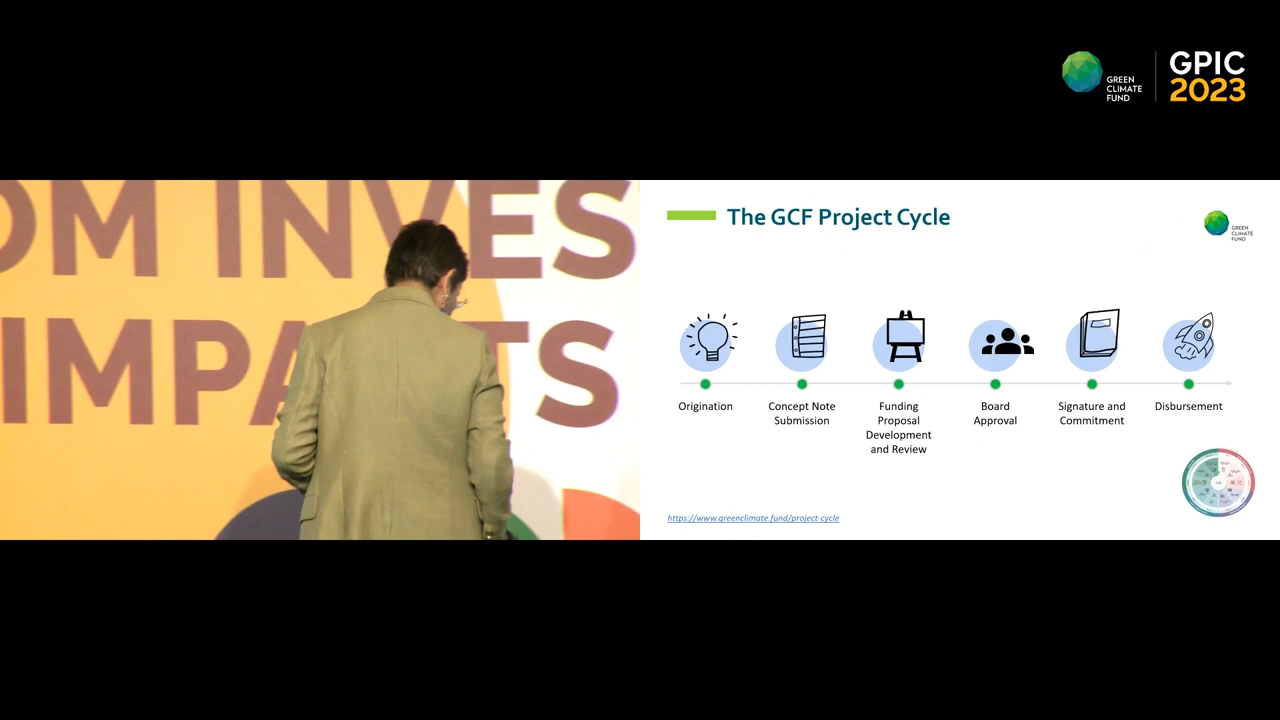 GREEN
CLIMATE
FUND
GPIC
2023
OM INVES
IMPA TS
The GCF Project Cycle
GREEN
CLIMATE
FUND
Origination
Concept Note
Submission
Funding
Proposal
Development
and Review
Board
Approval
Signature and
Commitment
Disbursement
https://www.greenclimate.fund/project-cycle